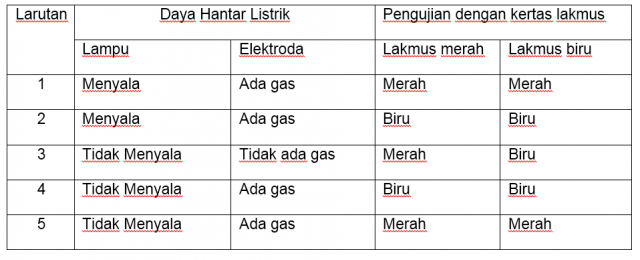 Larutan Daya Hantar Listrik Pengujian dengan kertas lakmus
Lampu Elektroda Lakmus merah Lakmus biru
1 Menyala Ada gas Merah Merah
2 Menyala Ada gas Biru Biru
3 Tidak Menyala Tidak ada gas Merah Biru
4 Tidak Menyala Ada gas Biru Biru
5 Tidak Menyala Ada gas Merah Merah